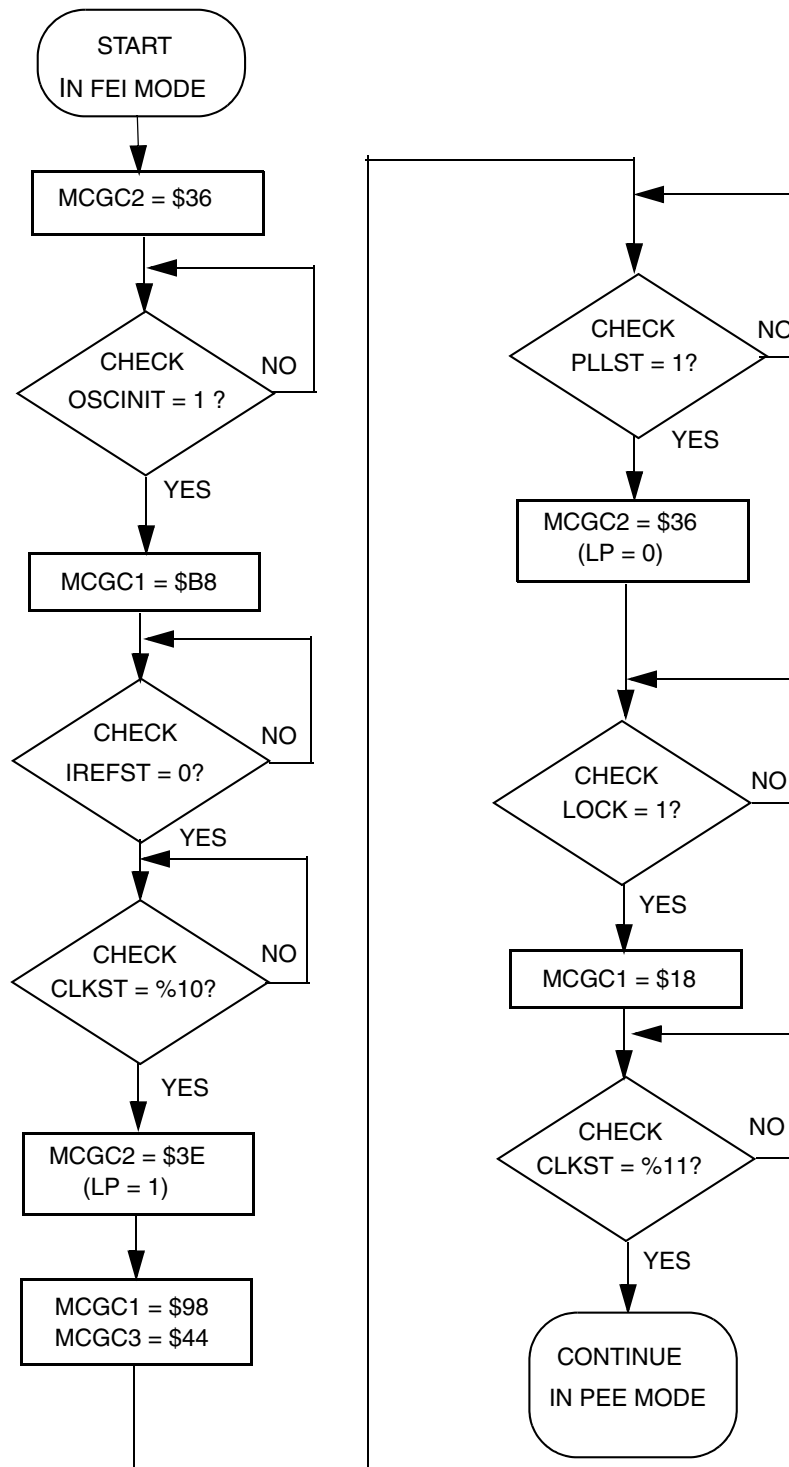 START
IN FEI MODE
MCGC2 = $36
CHECK
OSCINIT = 1 ?
NO
YES
MCGC1 = $B8
CHECK
IREFST = 0?
NO
YES
CHECK
CLKST = %10?
NO
YES
MCGC2 = $3E
(LP = 1)
MCGC1 = $98
MCGC3 = $44
CHECK
PLLST = 1?
NO
YES
MCGC2 = $36
(LP = 0)
CHECK
LOCK = 1?
NO
YES
MCGC1 = $18
CHECK
CLKST = %11?
NO
YES
CONTINUE
IN PEE MODE